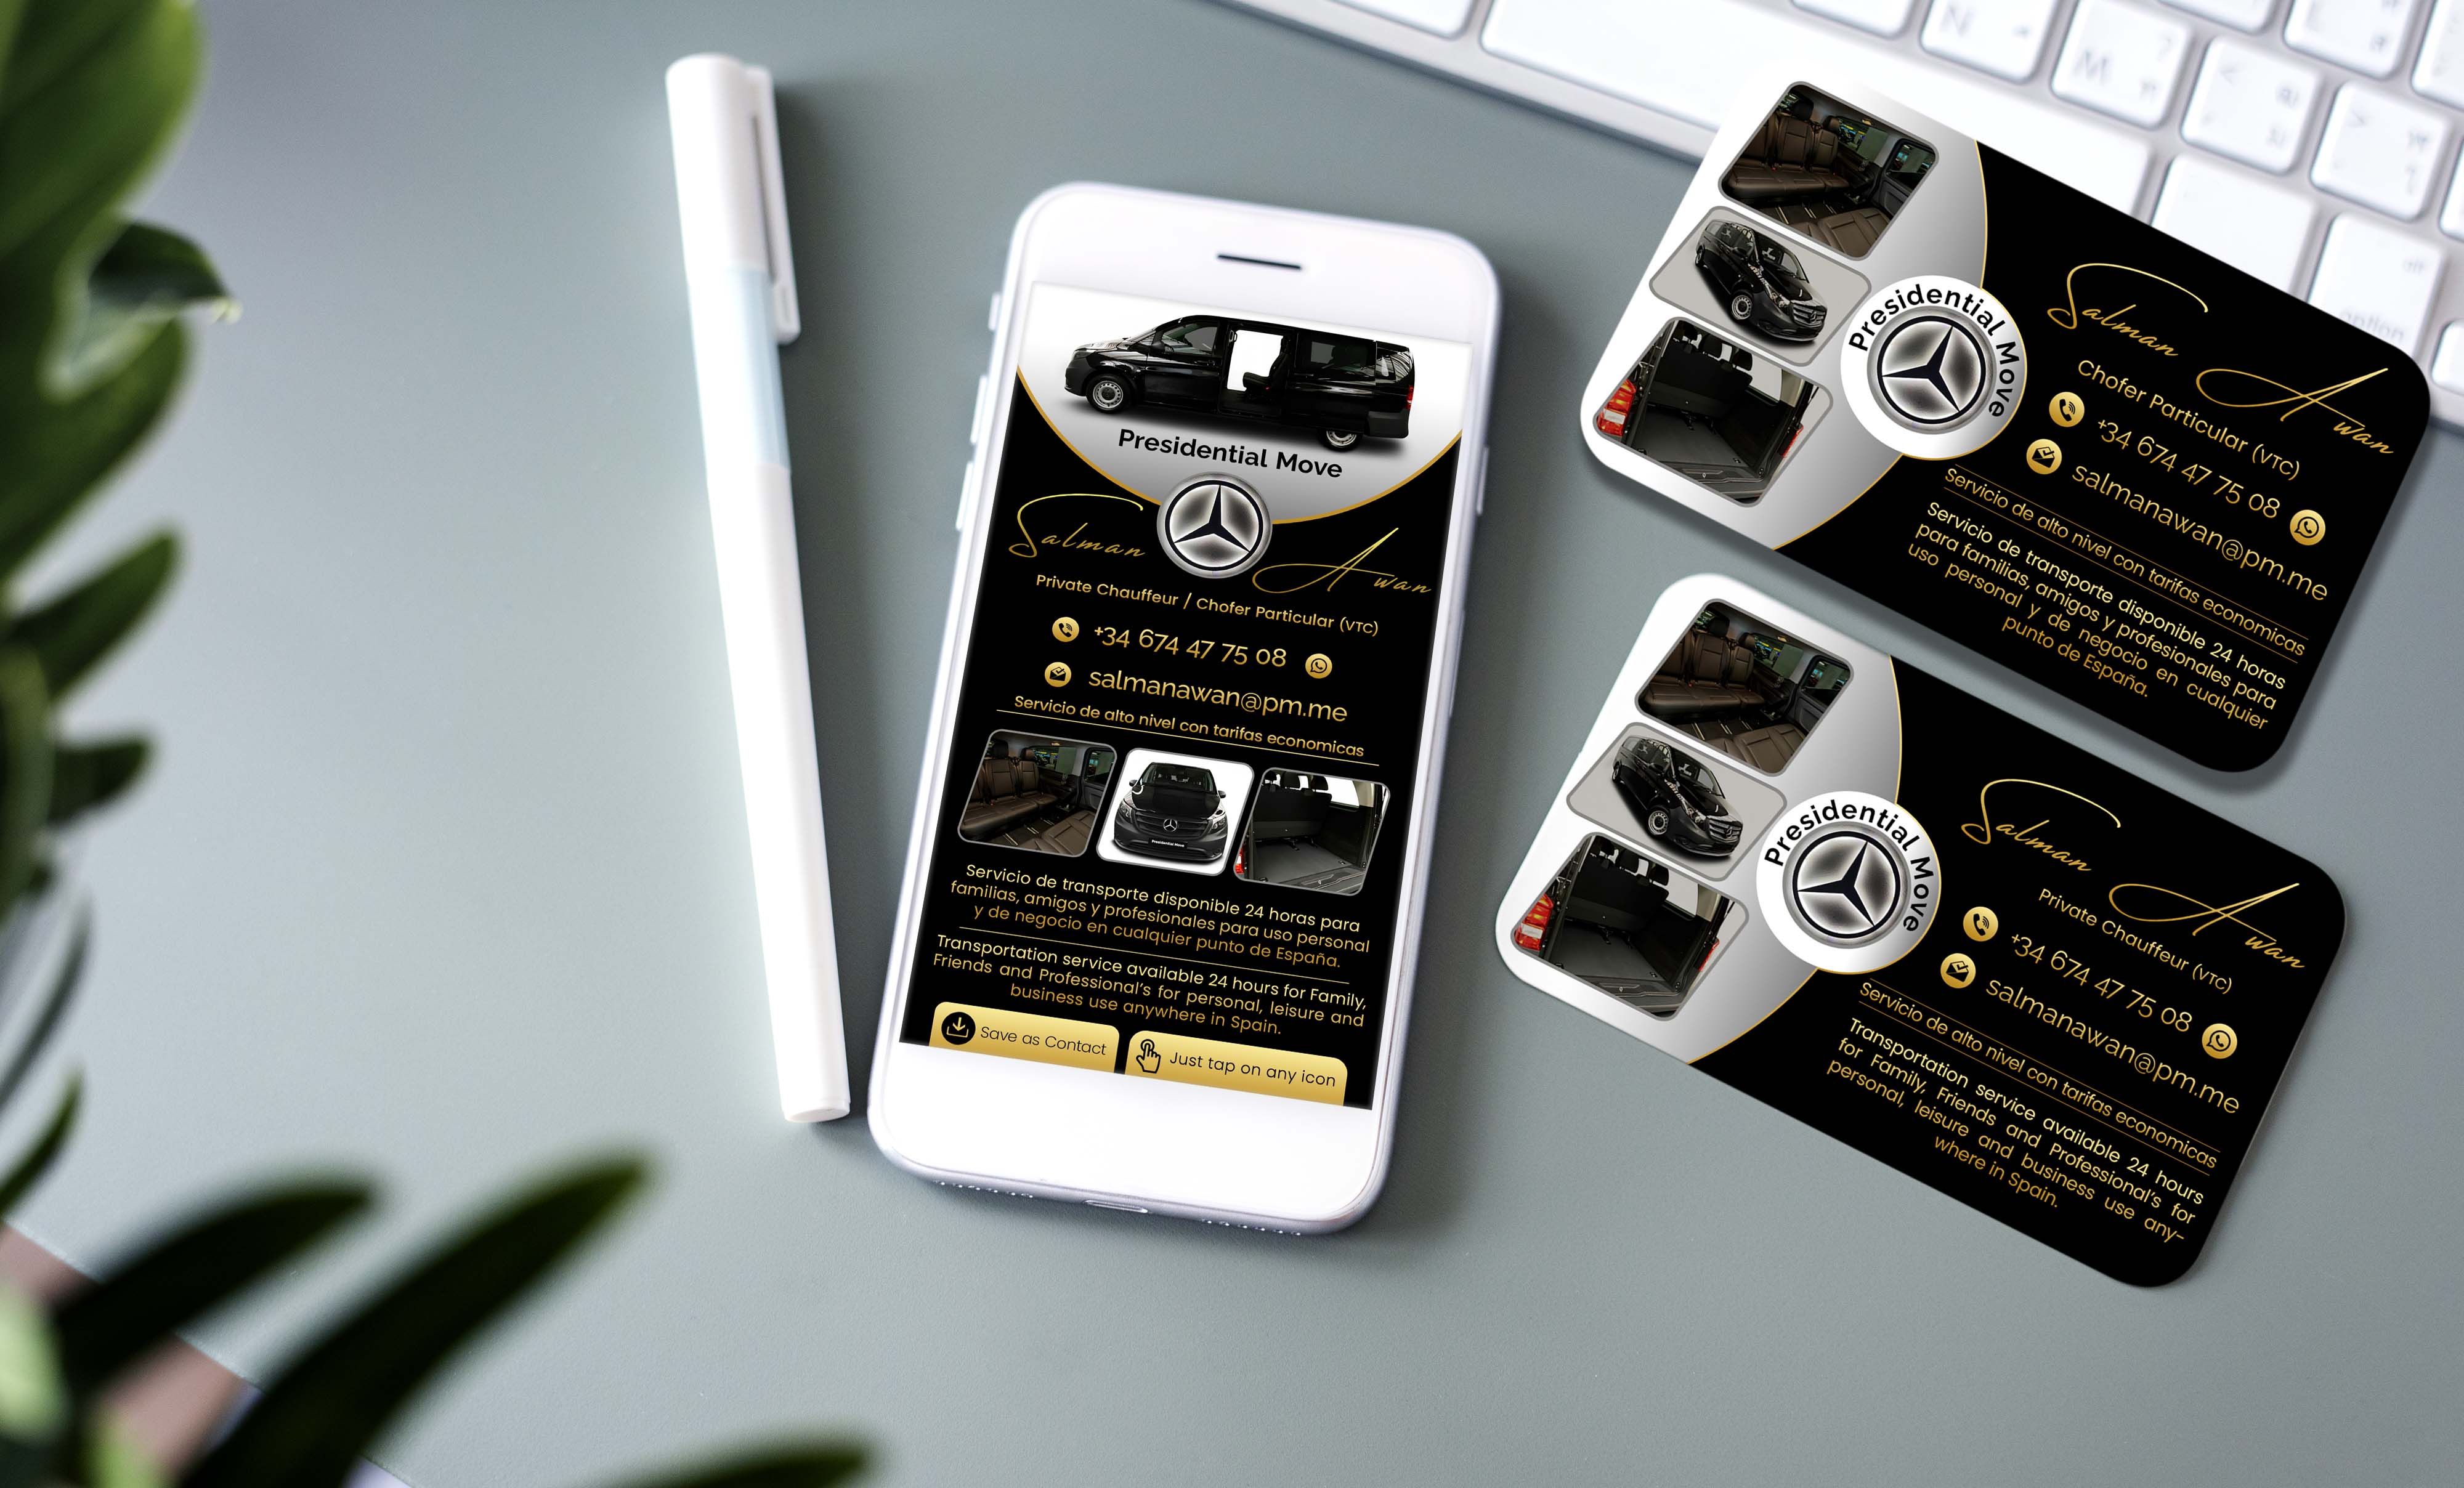 Presidential Move
Salman Awan
Private Chauffeur / Chofer Particular (VTC)
+34 674 47 75 08
salmanawan@pm.me
Servicio de alto nivel con tarifas economicas
Presidential Move
Servicio de transporte disponible 24 horas para
familias, amigos y profesionales para uso personal
y de negocio en cualquier punto de España.
Transportation service available 24 hours for Family,
Friends and Professional's for personal, leisure and
business use anywhere in Spain.
Save as Contact
Just tap on any icon
Presidential Move
Salman Awan
Chofer Particular (VTC)
+34 674 47 75 08
salmanawan@pm.me
Servicio de alto nivel con tarifas economicas
Servicio de transporte disponible 24 horas
para familias, amigos y profesionales para
uso personal y de negocio en cualquier
punto de España.
Presidential Move
Salman Awan
Private Chauffeur (VTC)
+34 674 47 75 08
salmanawan@pm.me
Servicio de alto nivel con tarifas economicas
Transportation service available 24 hours
for Family, Friends and Professional's for
personal, leisure and business use any-
where in Spain.
N
M
option
alt